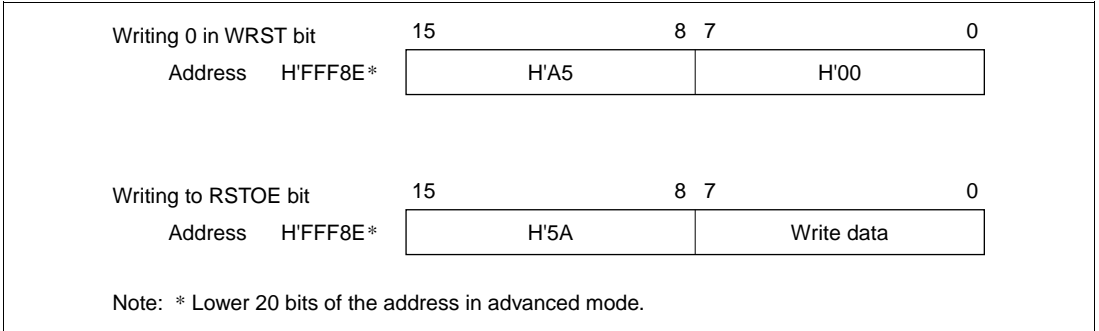 Writing 0 in WRST bit 15 8 7 0
Address H'FFF8E* H'A5 H'00
Writing to RSTOE bit 15 8 7 0
Address H'FFF8E* H'5A Write data
Note: * Lower 20 bits of the address in advanced mode.